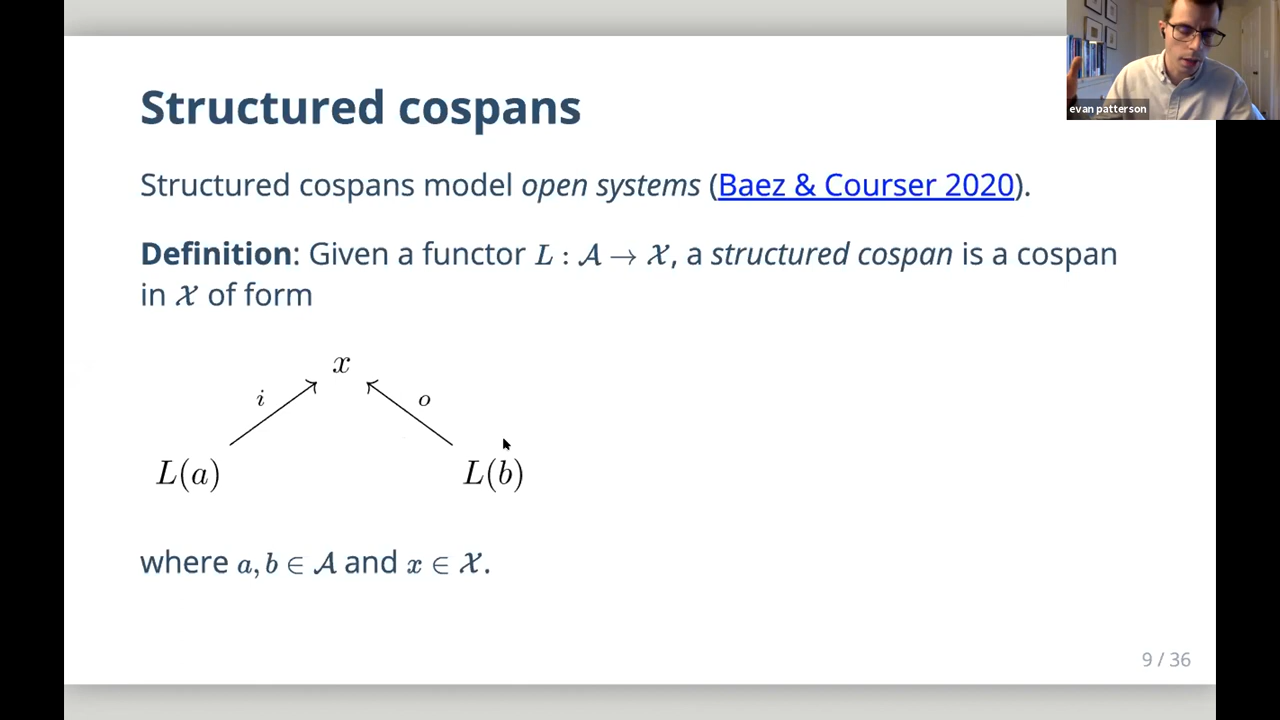 evan patterson
Structured cospans
Structured cospans model open systems (Baez & Courser 2020).
Definition: Given a functor L : 𝒜 → 𝒳, a structured cospan is a cospan
in 𝒳 of form
x
i
o
L(a)
L(b)
where a, b ∈ 𝒜 and x ∈ 𝒳.
9 / 36